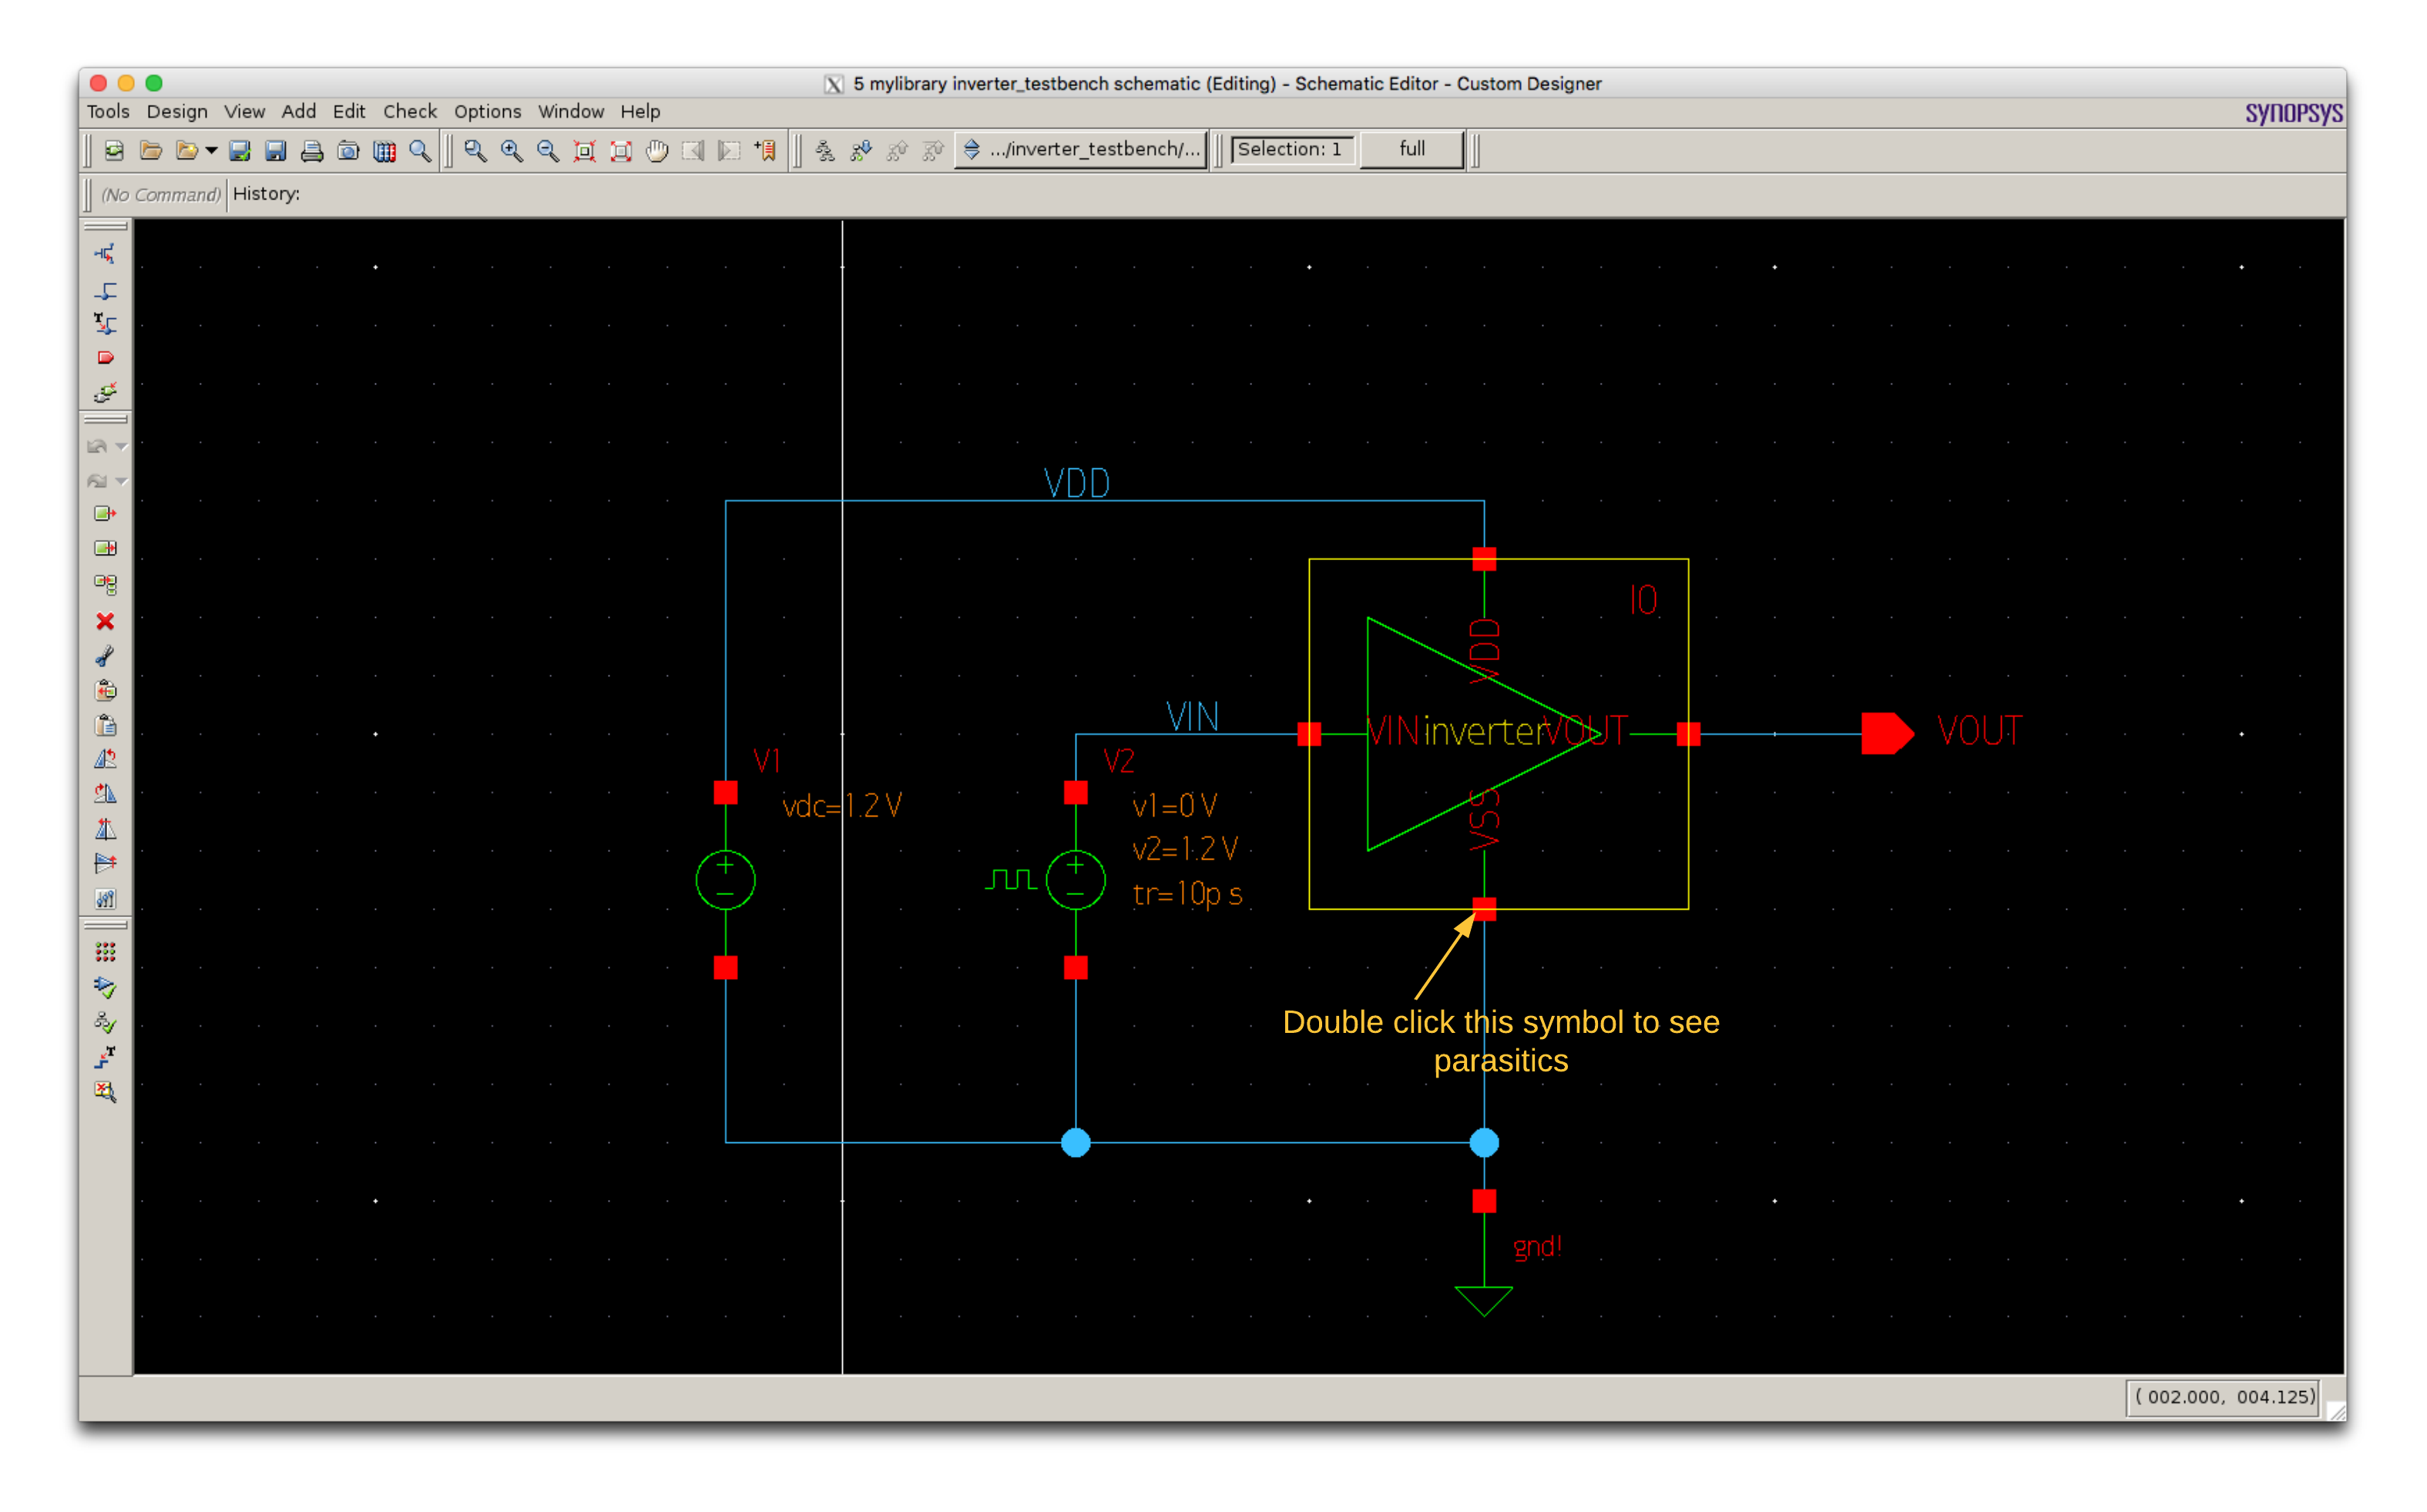 5 mylibrary inverter_testbench schematic (Editing) - Schematic Editor - Custom Designer
Tools Design View Add Edit Check Options Window Help
SYNOPSYS
.../inverter_testbench/... Selection: 1 full
(No Command) History:
VDD
I0
VDD
VIN
VIN inverter VOUT
VOUT
V1
V2
vdc=1.2 V
v1=0 V
VSS
v2=1.2 V
tr=10p s
Double click this symbol to see
parasitics
gnd!
( 002.000, 004.125)